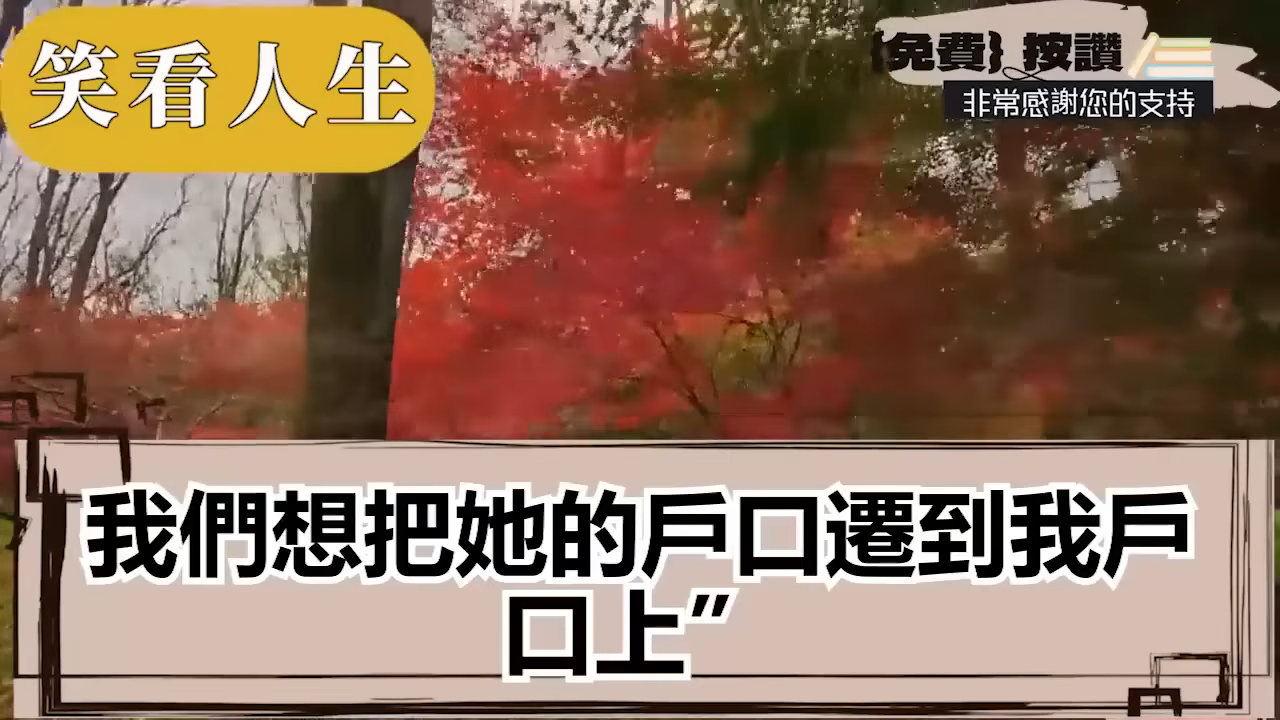 笑看人生
{免費} 按讚
非常感謝您的支持
我們想把她的戶口遷到我戶
口上”